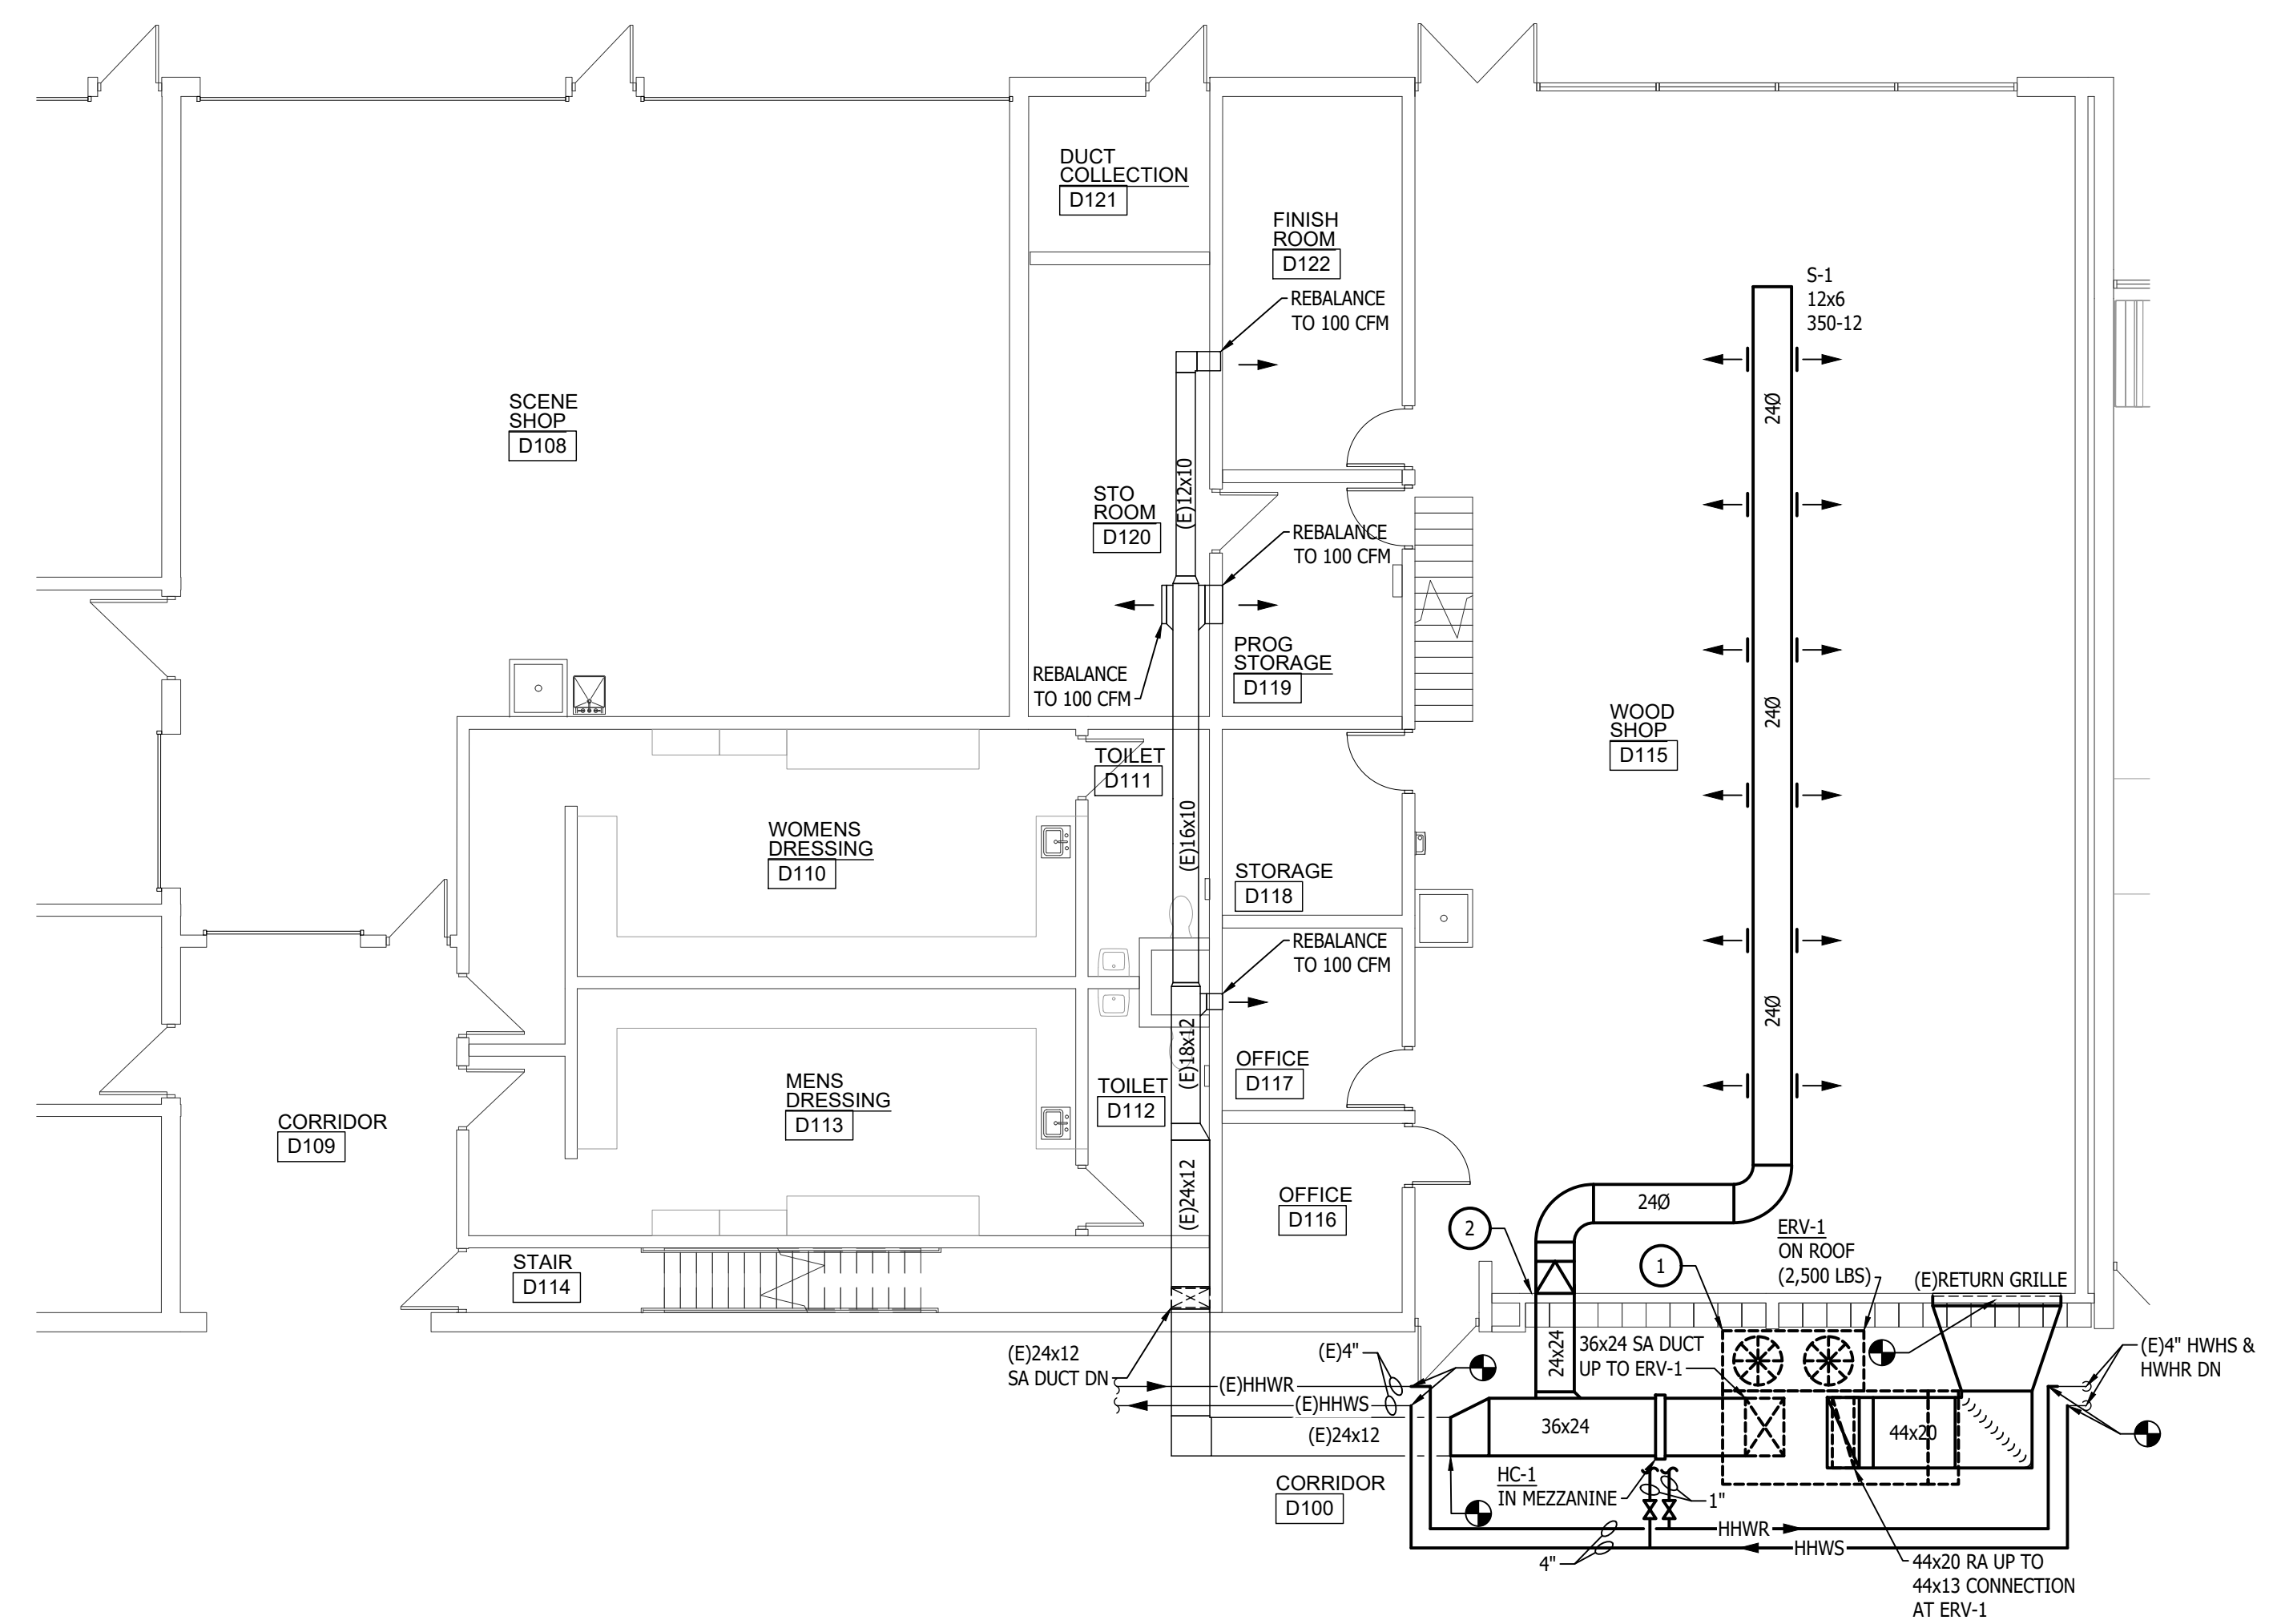 DUCT
COLLECTION
D121
FINISH
ROOM
D122
REBALANCE
TO 100 CFM
S-1
12x6
350-12
24Ø
SCENE
SHOP
D108
(E)12x10
STO
ROOM
D120
REBALANCE
TO 100 CFM
PROG
STORAGE
D119
REBALANCE
TO 100 CFM
24Ø
WOOD
SHOP
D115
TOILET
D111
WOMENS
DRESSING
D110
(E)16x10
STORAGE
D118
REBALANCE
TO 100 CFM
24Ø
(E)18x12
OFFICE
D117
MENS
DRESSING
D113
TOILET
D112
CORRIDOR
D109
(E)24x12
OFFICE
D116
24Ø
2
1
ERV-1
ON ROOF
(2,500 LBS)
(E)RETURN GRILLE
STAIR
D114
(E)24x12
SA DUCT DN
(E)4"
24x24
36x24 SA DUCT
UP TO ERV-1
(E)4" HWHS &
HWHR DN
(E)HHWR
(E)HHWS
(E)24x12
36x24
44x20
CORRIDOR
D100
HC-1
IN MEZZANINE
1"
HHWR
HHWS
4"
44x20 RA UP TO
44x13 CONNECTION
AT ERV-1